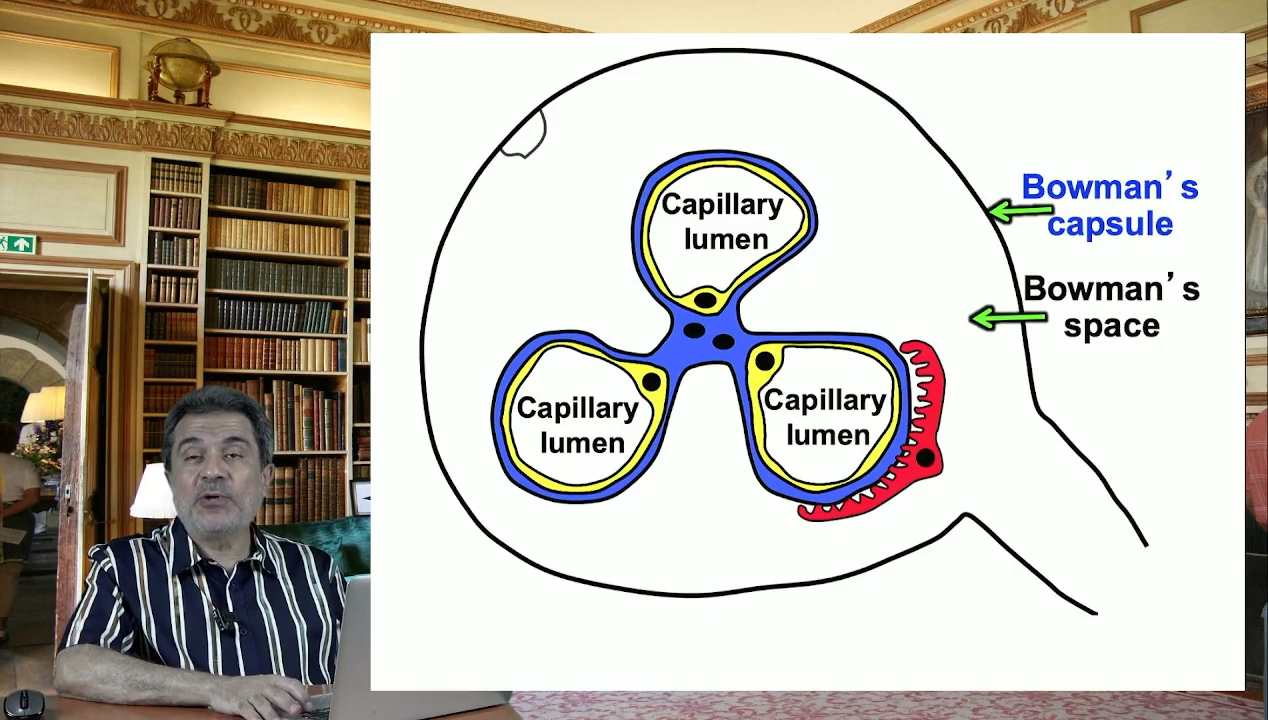 Capillary
lumen
Bowman's
capsule
Bowman's
space
Capillary
lumen
Capillary
lumen